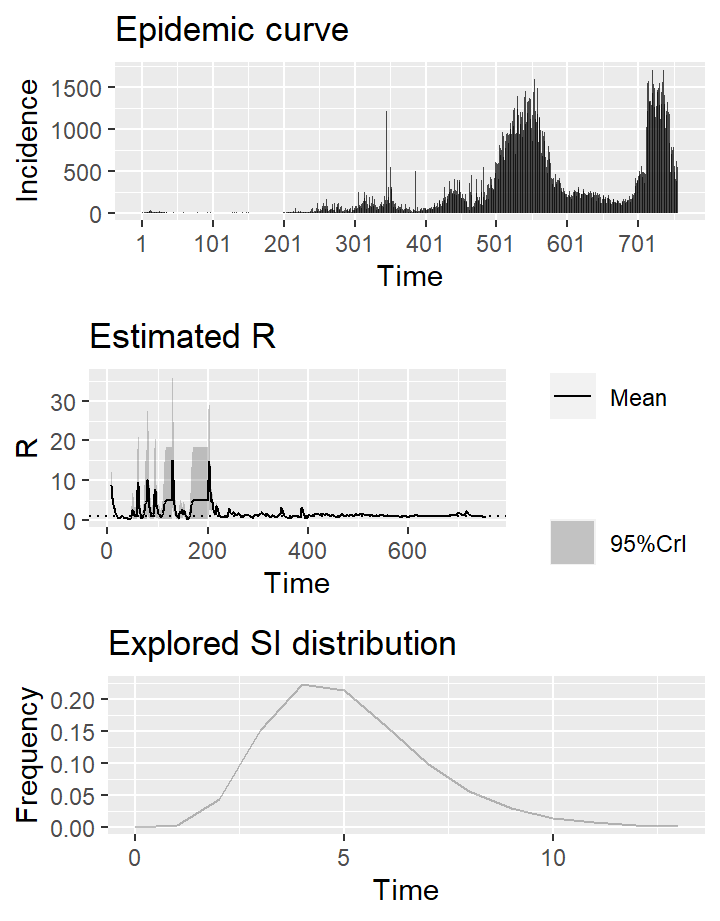 Epidemic curve
Incidence
1500
1000
500
0
1 101 201 301 401 501 601 701
Time
Estimated R
R
30
20
10
0
0 200 400 600
Time
Mean
95%CrI
Explored SI distribution
Frequency
0.20
0.15
0.10
0.05
0.00
0 5 10
Time